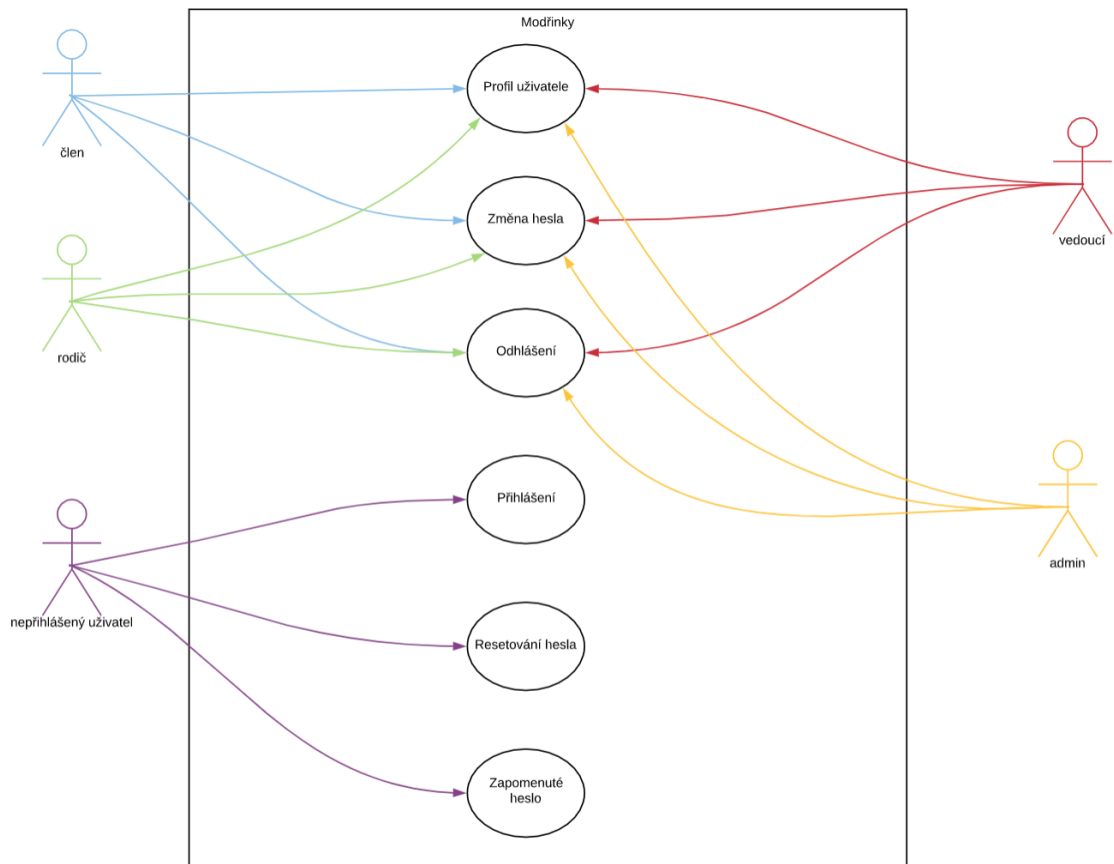 Modřinky
Profil uživatele
člen
Změna hesla
vedoucí
rodič
Odhlášení
Přihlášení
admin
nepřihlášený uživatel
Resetování hesla
Zapomenuté
heslo